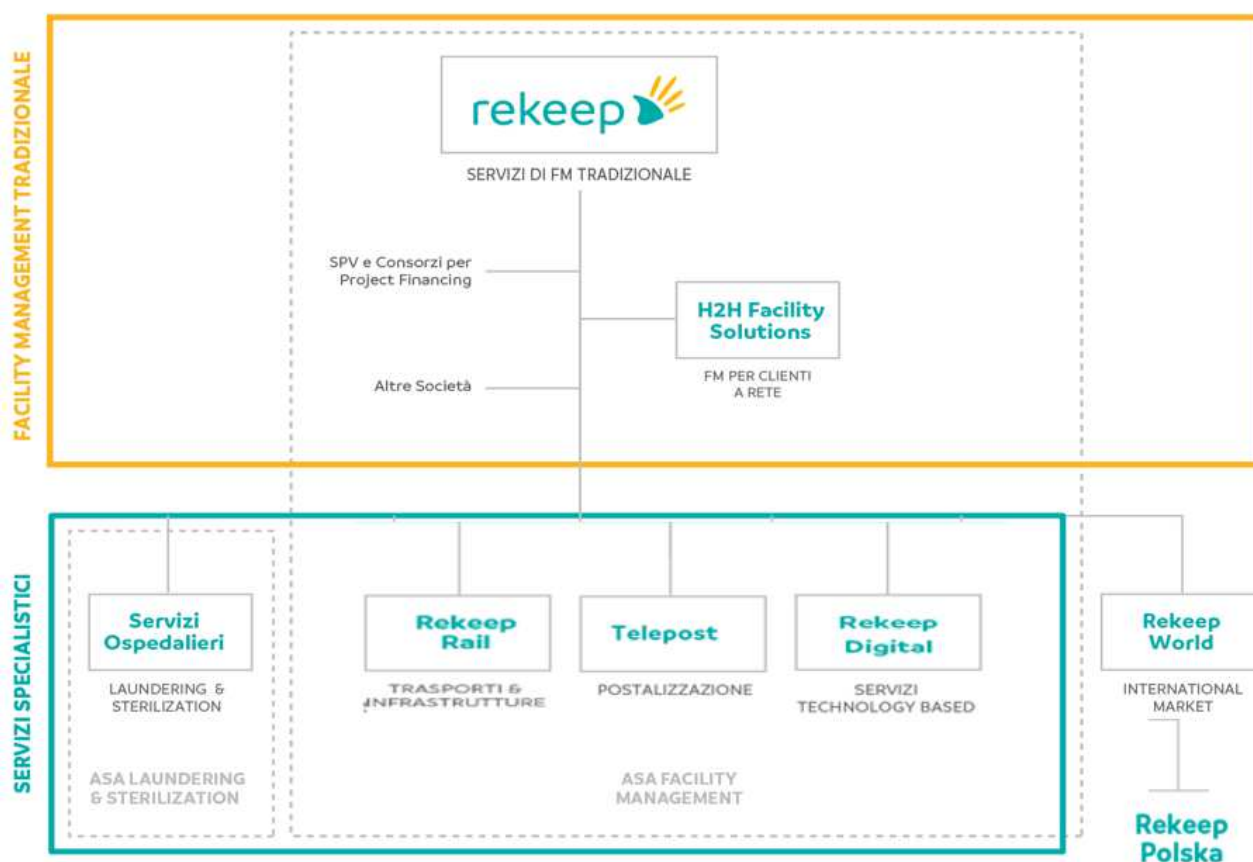 FACILITY MANAGEMENT TRADIZIONALE
rekeep
SERVIZI DI FM TRADIZIONALE
SPV e Consorzi per
Project Financing
H2H Facility
Solutions
FM PER CLIENTI
A RETE
Altre Società
SERVIZI SPECIALISTICI
Servizi
Ospedalieri
LAUNDERING &
STERILIZATION
ASA LAUNDERING
& STERILIZATION
Rekeep
Rail
TRASPORTI &
INFRASTRUTTURE
Telepost
POSTALIZZAZIONE
Rekeep
Digital
SERVIZI
TECHNOLOGY BASED
ASA FACILITY
MANAGEMENT
Rekeep
World
INTERNATIONAL
MARKET
Rekeep
Polska